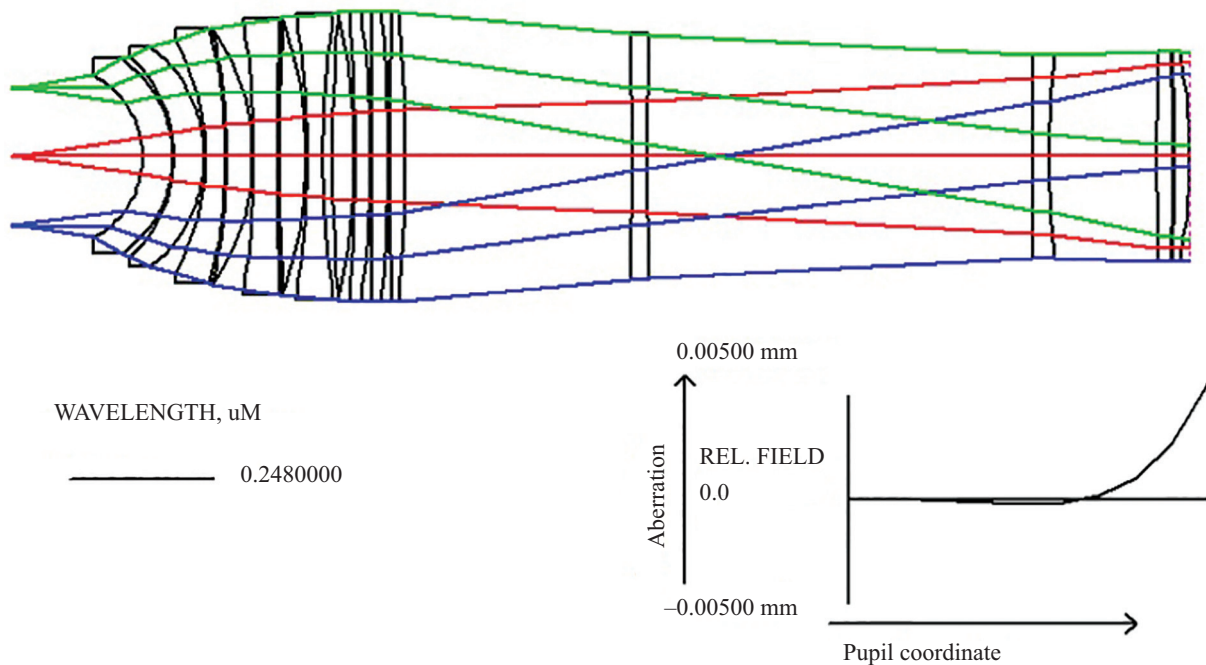 0.00500 mm
WAVELENGTH, uM
0.2480000
Aberration
REL. FIELD
0.0
–0.00500 mm
Pupil coordinate